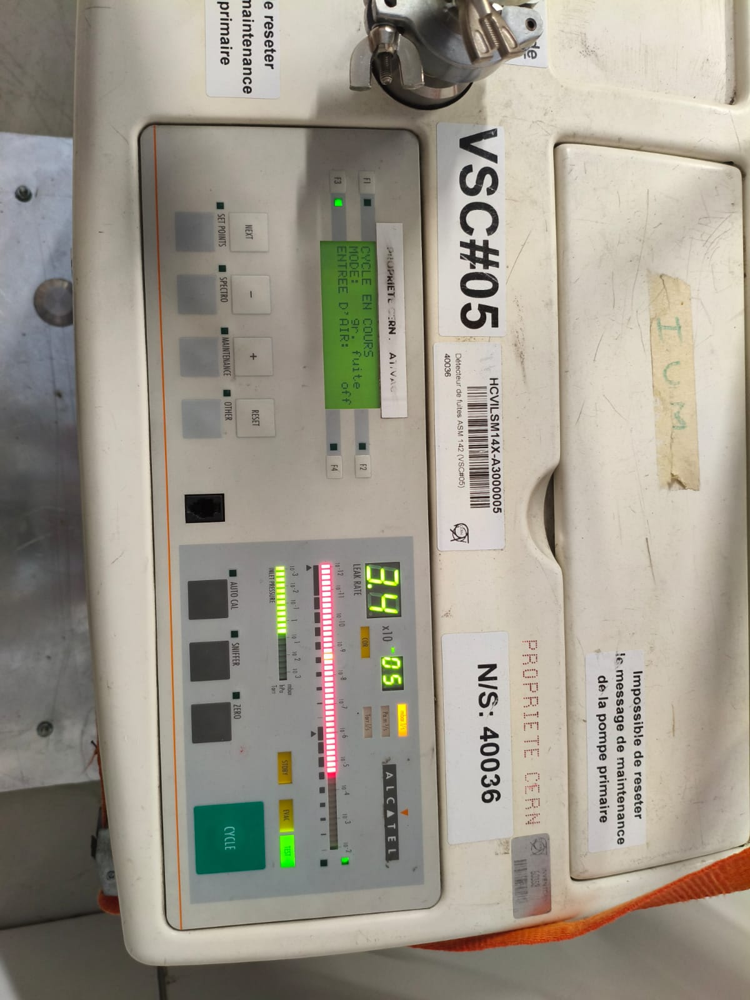 e reseter
maintenance
primaire
de
VSC#05
I U M
HCVILSM14X-A3000005
Détecteur de fuites ASM 142 (VSC#05)
40036
CERN
N/S: 40036
PROPRIETE CERN
Impossible de reseter
le message de maintenance
de la pompe primaire
PROPRIETE CERN. AT/VAC
F1
F2
F3
F4
CYCLE EN COURS
MODE: gr. fuite
ENTREE D'AIR: off
NEXT
-
+
RESET
SET POINTS
SPECTRO
MAINTENANCE
OTHER
3.4 x10 -05
mbar l/s
Pa.m³/s
Torr.l/s
LEAK RATE
COR
ALCATEL
10-12 10-11 10-10 10-9 10-8 10-7 10-6 10-5 10-4 10-3 10-2
10-3 10-2 10-1 1 10 1 10 2 10 3
mbar
hPa
Torr
INLET PRESSURE
AUTO CAL
SNIFFER
ZERO
STDBY
EVAC
TEST
CYCLE